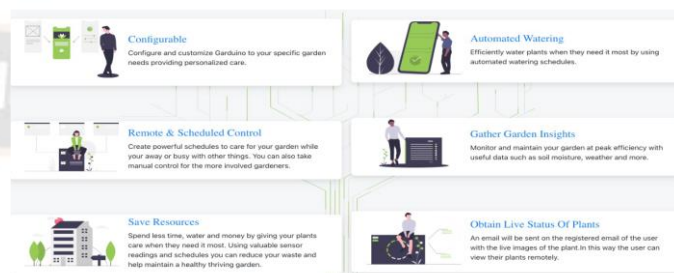 Configurable
Configure and customize Garduino to your specific garden
needs providing personalized care.
Automated Watering
Efficiently water plants when they need it most by using
automated watering schedules.
Remote & Scheduled Control
Create powerful schedules to care for your garden while
your away or busy with other things. You can also take
manual control for the more involved gardeners.
Gather Garden Insights
Monitor and maintain your garden at peak efficiency with
useful data such as soil moisture, weather and more.
Save Resources
Spend less time, water and money by giving your plants
care when they need it most. Using valuable sensor
readings and schedules you can reduce your waste and
help maintain a healthy thriving garden.
Obtain Live Status Of Plants
An email will be sent on the registered email of the user
with the live images of the plant.In this way the user can
view their plants remotely.